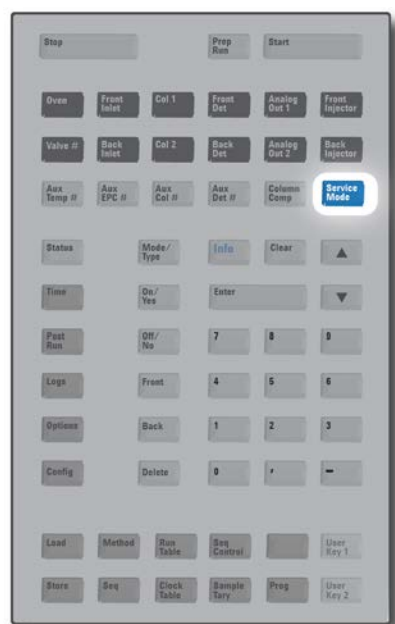 Stop Prep Run Start
Oven Front Inlet Col 1 Front Det Analog Out 1 Front Injector
Valve # Back Inlet Col 2 Back Det Analog Out 2 Back Injector
Aux Temp # Aux EPC # Aux Col # Aux Det # Column Comp Service Mode
Status Mode/ Type Info Clear
Time On/ Yes Enter
Post Run Off/ No 7 8 9
Logs Front 4 5 6
Options Back 1 2 3
Config Delete 0 , -
Load Method Run Table Seq Control User Key 1
Store Seq Clock Table Sample Tary Prog User Key 2